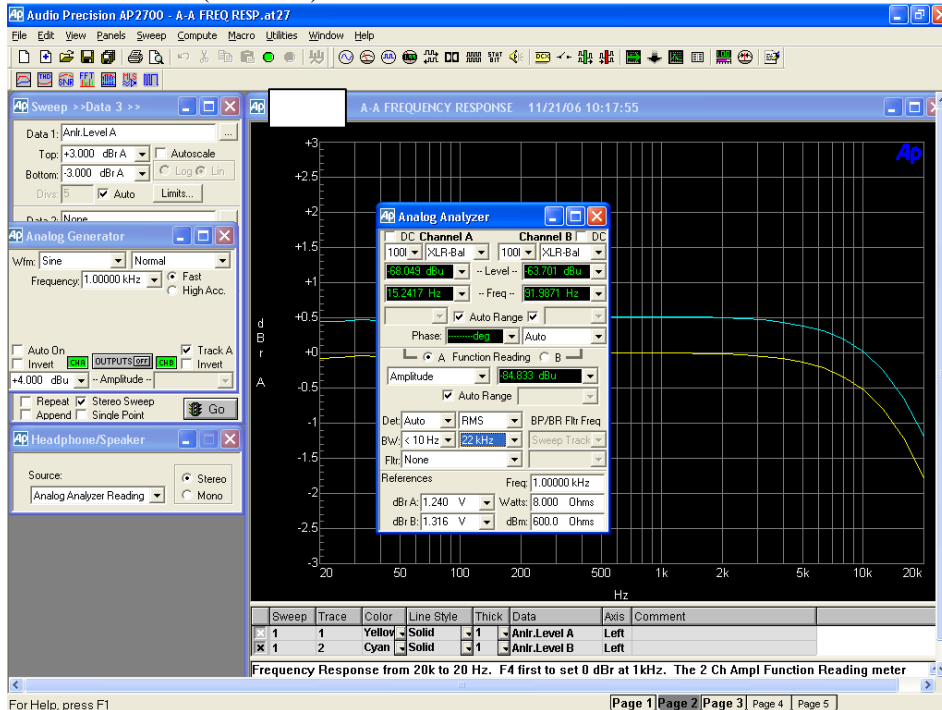 Audio Precision AP2700 - A-A FREQ RESP.at27
File Edit View Panels Sweep Compute Macro Utilities Window Help
Sweep >>Data 3 >>
Data 1: Anlr.Level A ...
Top: +3.000 dBr A Autoscale
Bottom: -3.000 dBr A Log Lin
Divs: 5 Auto Limits...
Data 2: None
Analog Generator
Wfm: Sine Normal
Frequency: 1.00000 kHz Fast
High Acc.
Auto On Track A
Invert CHA OUTPUTS OFF CHB Invert
+4.000 dBu -- Amplitude --
Repeat Stereo Sweep
Append Single Point Go
Headphone/Speaker
Source: Stereo
Analog Analyzer Reading Mono
A-A FREQUENCY RESPONSE 11/21/06 10:17:55
Ap
+3
+2.5
+2
+1.5
+1
+0.5
+0
-0.5
-1
-1.5
-2
-2.5
-3
d
B
r
A
20 50 100 200 500 1k 2k 5k 10k 20k
Hz
Analog Analyzer
DC Channel A Channel B DC
100k XLR-Bal 100k XLR-Bal
-68.049 dBu -- Level -- -63.701 dBu
15.2417 Hz -- Freq -- 91.9871 Hz
Auto Range
Phase: -------deg Auto
A Function Reading B
Amplitude -84.833 dBu
Auto Range
Det: Auto RMS BP/BR Fltr Freq
BW: < 10 Hz 22 kHz Sweep Track
Fltr: None
References Freq: 1.00000 kHz
dBr A: 1.240 V Watts: 8.000 Ohms
dBr B: 1.316 V dBm: 600.0 Ohms
Sweep Trace Color Line Style Thick Data Axis Comment
1 1 Yellow Solid 1 Anlr.Level A Left
1 2 Cyan Solid 1 Anlr.Level B Left
Frequency Response from 20k to 20 Hz. F4 first to set 0 dBr at 1kHz. The 2 Ch Ampl Function Reading meter
For Help, press F1
Page 1 Page 2 Page 3 Page 4 Page 5